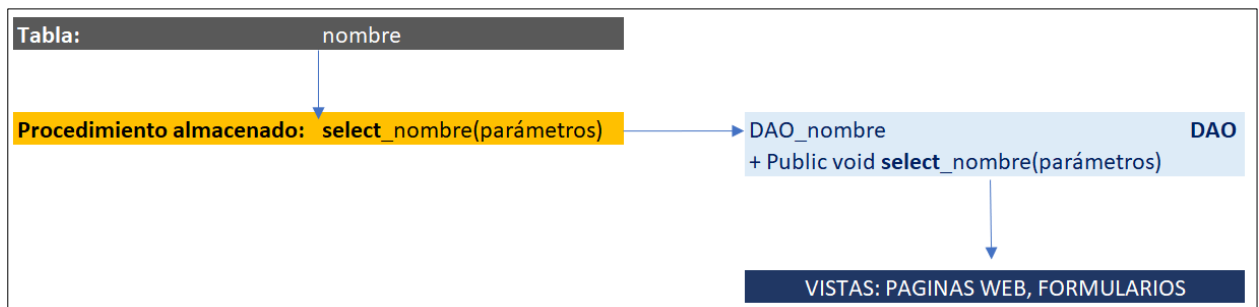 Tabla: nombre
Procedimiento almacenado: select_nombre(parámetros)
DAO_nombre DAO
+ Public void select_nombre(parámetros)
VISTAS: PAGINAS WEB, FORMULARIOS